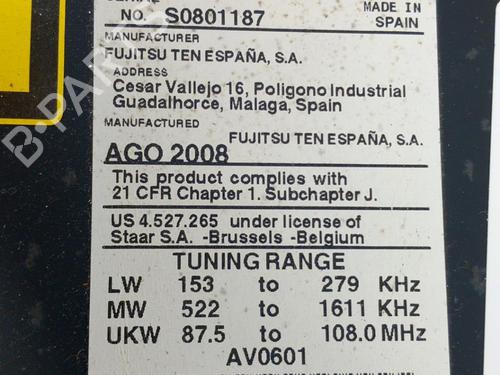 NO. S0801187
MADE IN
SPAIN
MANUFACTURER
FUJITSU TEN ESPAÑA, S.A.
ADDRESS
Cesar Vallejo 16, Poligono Industrial
Guadalhorce, Malaga, Spain
MANUFACTURED
FUJITSU TEN ESPAÑA, S.A.
AGO 2008
This product complies with
21 CFR Chapter 1. Subchapter J.
US 4.527.265 under license of
Staar S.A. -Brussels -Belgium
TUNING RANGE
LW 153 to 279 KHz
MW 522 to 1611 KHz
UKW 87.5 to 108.0 MHz
AV0601
B-PARTS